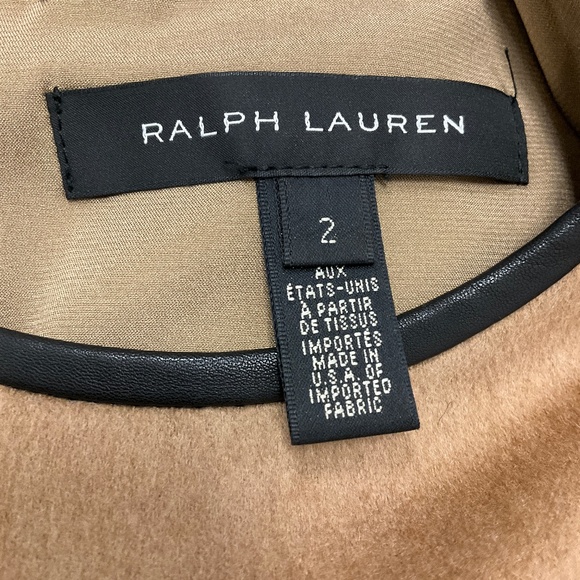 RALPH LAUREN
2
AUX
ÉTATS-UNIS
À PARTIR
DE TISSUS
IMPORTÉS
MADE IN
U.S.A. OF
IMPORTED
FABRIC